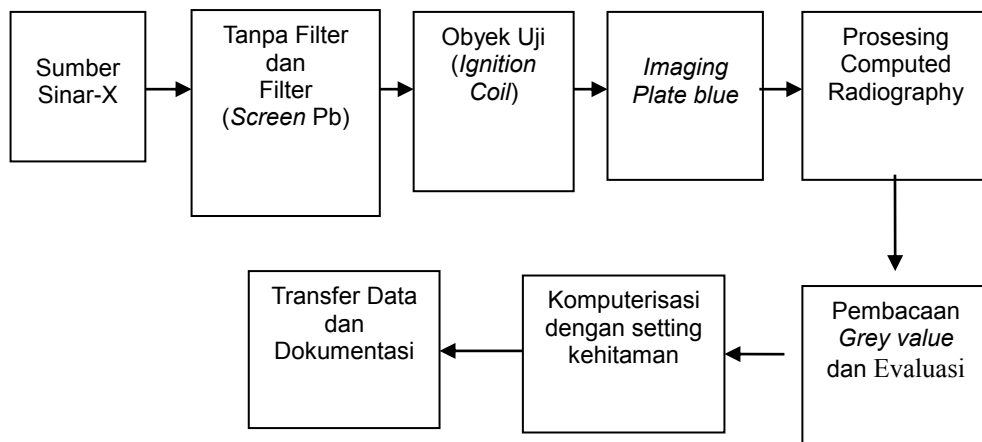 Sumber
Sinar-X
Tanpa Filter
dan
Filter
(Screen Pb)
Obyek Uji
(Ignition
Coil)
Imaging
Plate blue
Prosesing
Computed
Radiography
Pembacaan
Grey value
dan Evaluasi
Komputerisasi
dengan setting
kehitaman
Transfer Data
dan
Dokumentasi